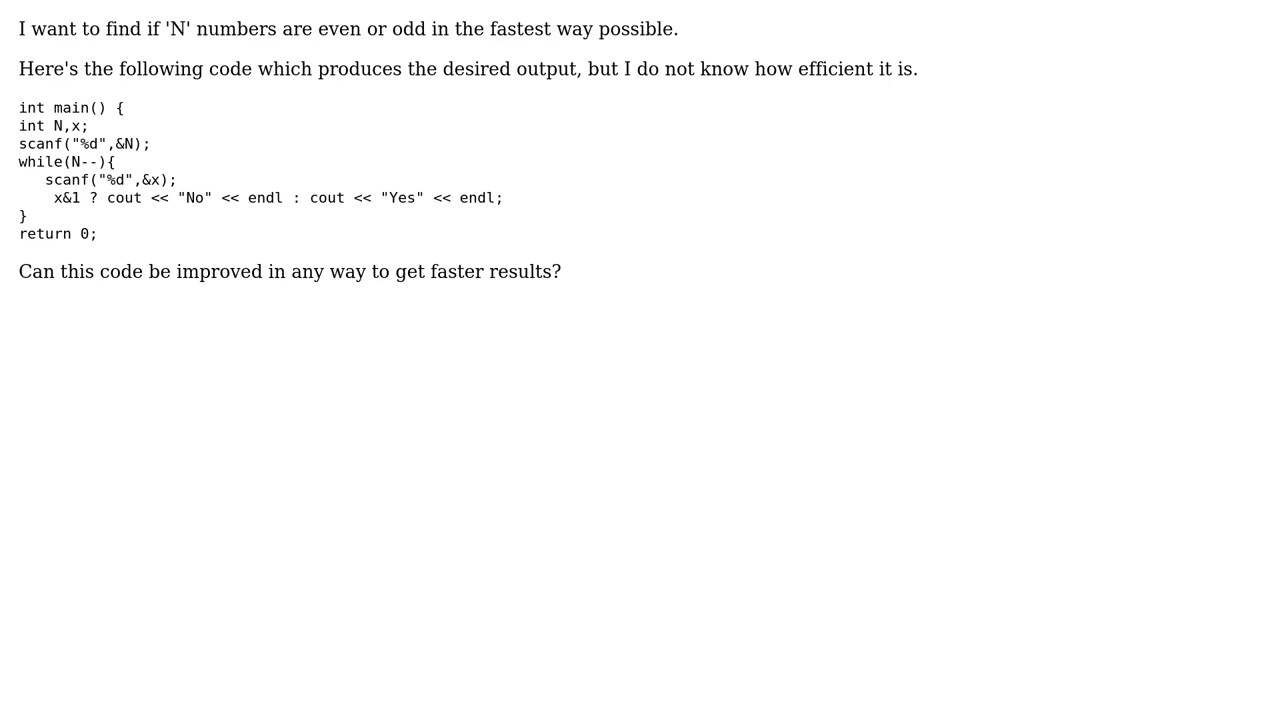 I want to find if 'N' numbers are even or odd in the fastest way possible.
Here's the following code which produces the desired output, but I do not know how efficient it is.
int main() {
int N,x;
scanf("%d",&N);
while(N--){
   scanf("%d",&x);
    x&1 ? cout << "No" << endl : cout << "Yes" << endl;
}
return 0;
Can this code be improved in any way to get faster results?